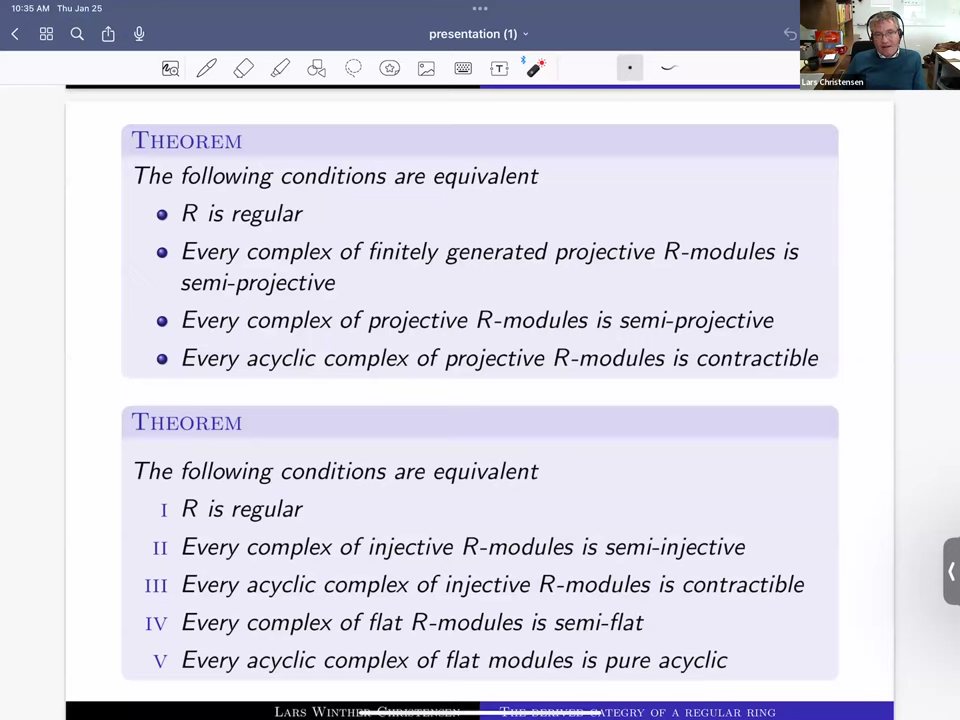 10:35 AM Thu Jan 25
presentation (1)
Lars Christensen
THEOREM
The following conditions are equivalent
R is regular
Every complex of finitely generated projective R-modules is
semi-projective
Every complex of projective R-modules is semi-projective
Every acyclic complex of projective R-modules is contractible
THEOREM
The following conditions are equivalent
I R is regular
II Every complex of injective R-modules is semi-injective
III Every acyclic complex of injective R-modules is contractible
IV Every complex of flat R-modules is semi-flat
V Every acyclic complex of flat modules is pure acyclic
LARS WINTHER CHRISTENSEN THE DERIVED CATEGRY OF A REGULAR RING